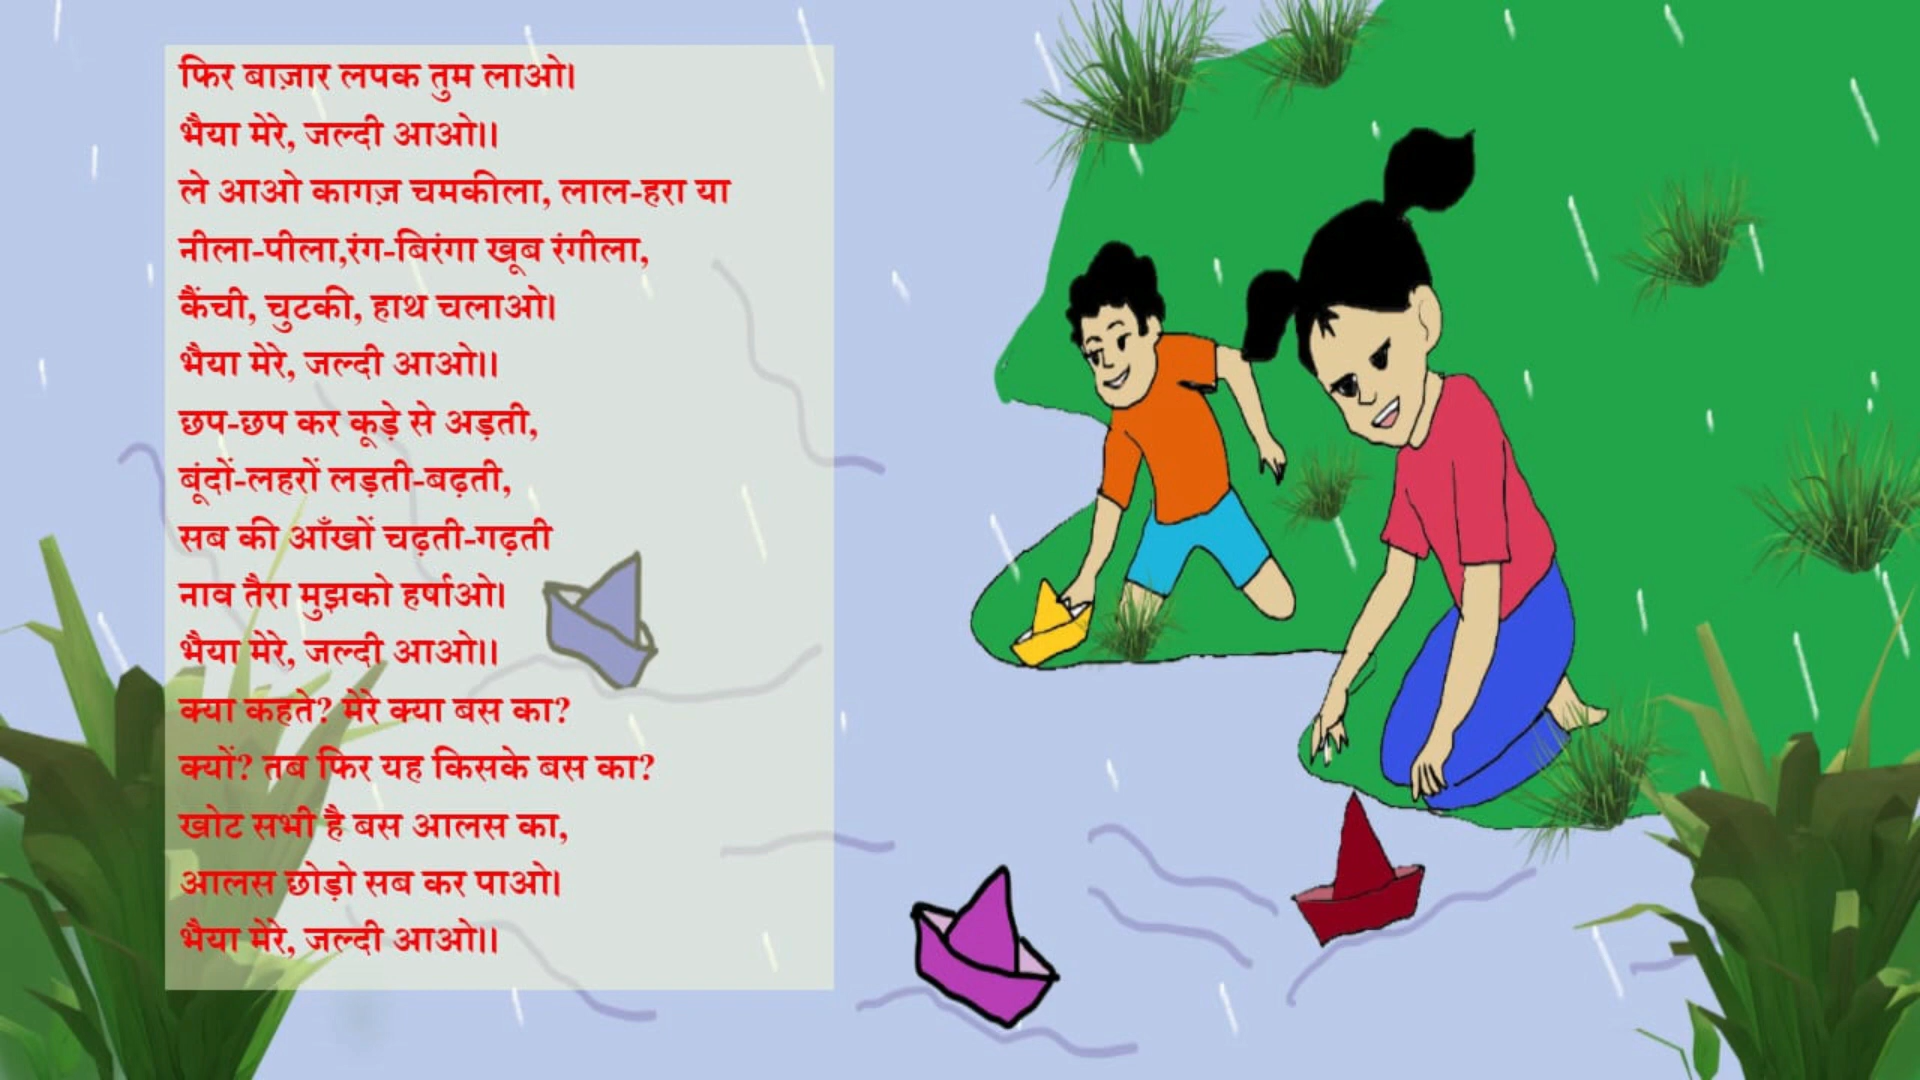 फिर बाज़ार लपक तुम लाओ।
भैया मेरे, जल्दी आओ।।
ले आओ कागज़ चमकीला, लाल-हरा या
नीला-पीला,रंग-बिरंगा खूब रंगीला,
कैंची, चुटकी, हाथ चलाओ।
भैया मेरे, जल्दी आओ।।
छप-छप कर कूड़े से अड़ती,
बूंदों-लहरों लड़ती-बढ़ती,
सब की आँखों चढ़ती-गढ़ती
नाव तैरा मुझको हर्षाओ।
भैया मेरे, जल्दी आओ।।
क्या कहते? मेरे क्या बस का?
क्यों? तब फिर यह किसके बस का?
खोट सभी है बस आलस का,
आलस छोड़ो सब कर पाओ।
भैया मेरे, जल्दी आओ।।